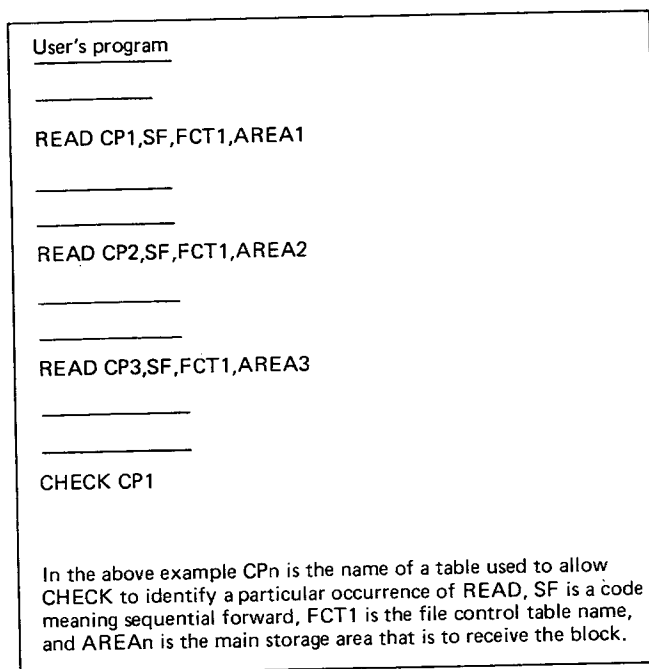 User's program
READ CP1,SF,FCT1,AREA1
READ CP2,SF,FCT1,AREA2
READ CP3,SF,FCT1,AREA3
CHECK CP1
In the above example CPn is the name of a table used to allow
CHECK to identify a particular occurrence of READ, SF is a code
meaning sequential forward, FCT1 is the file control table name,
and AREAn is the main storage area that is to receive the block.